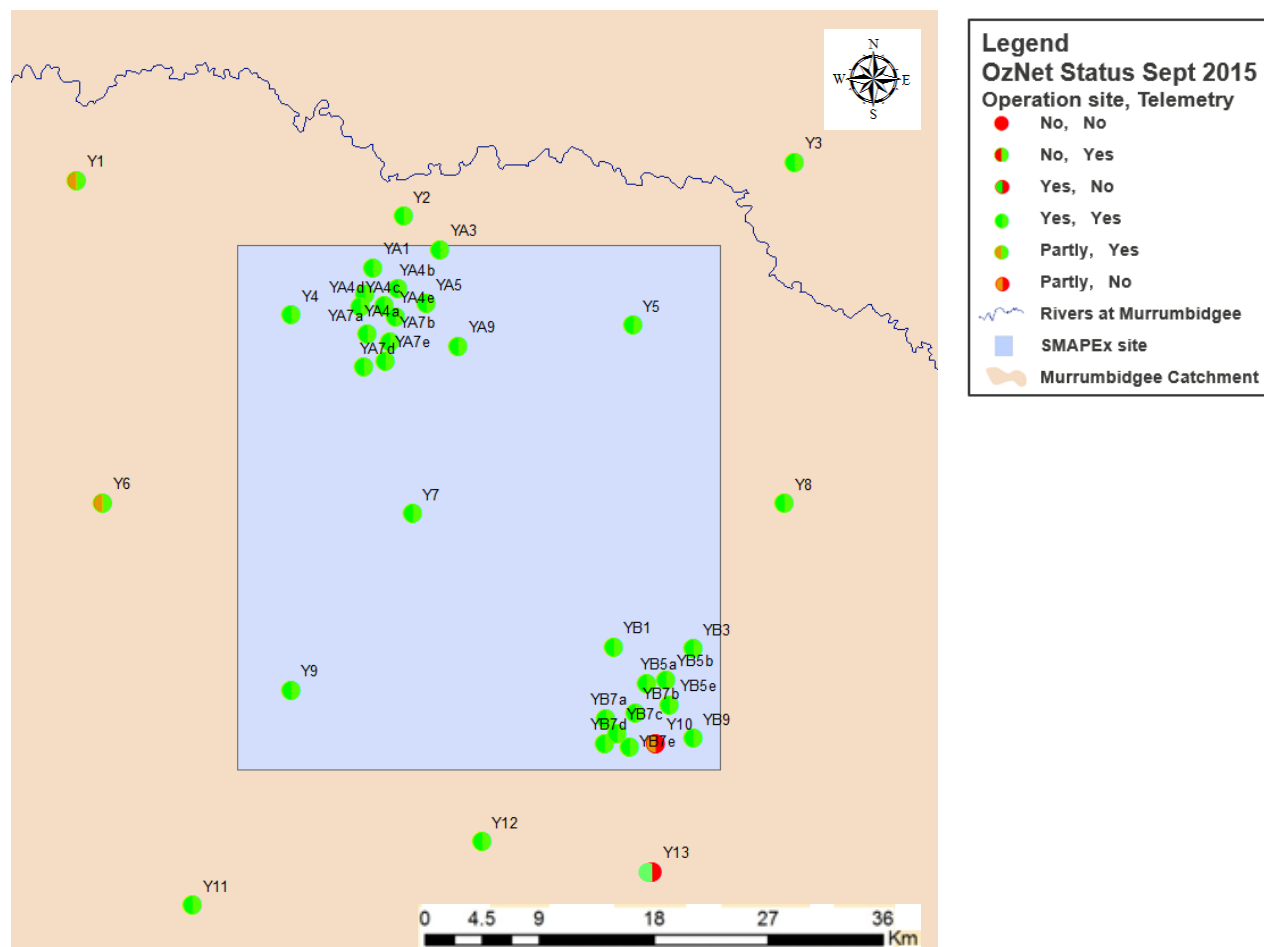 N
W E
S
Y1
Y3
Y2
YA3
YA1
YA4b
YA4d YA4c YA5
YA4e
Y4 YA7a YA4a
YA7b
Y5
YA9
YA7e
YA7d
Y6
Y7
Y8
YB1
YB3
YB5a YB5b
Y9
YB5e
YB7a YB7b
YB7c
YB7d Y10 YB9
YB7e
Y12
Y13
Y11
0 4.5 9 18 27 36
Km
Legend
OzNet Status Sept 2015
Operation site, Telemetry
No, No
No, Yes
Yes, No
Yes, Yes
Partly, Yes
Partly, No
Rivers at Murrumbidgee
SMAPEx site
Murrumbidgee Catchment